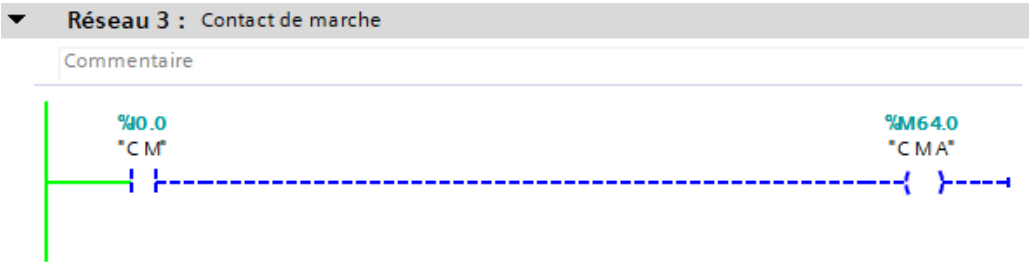 Réseau 3 : Contact de marche
Commentaire
%I0.0 %M64.0
"C M" "C M A"